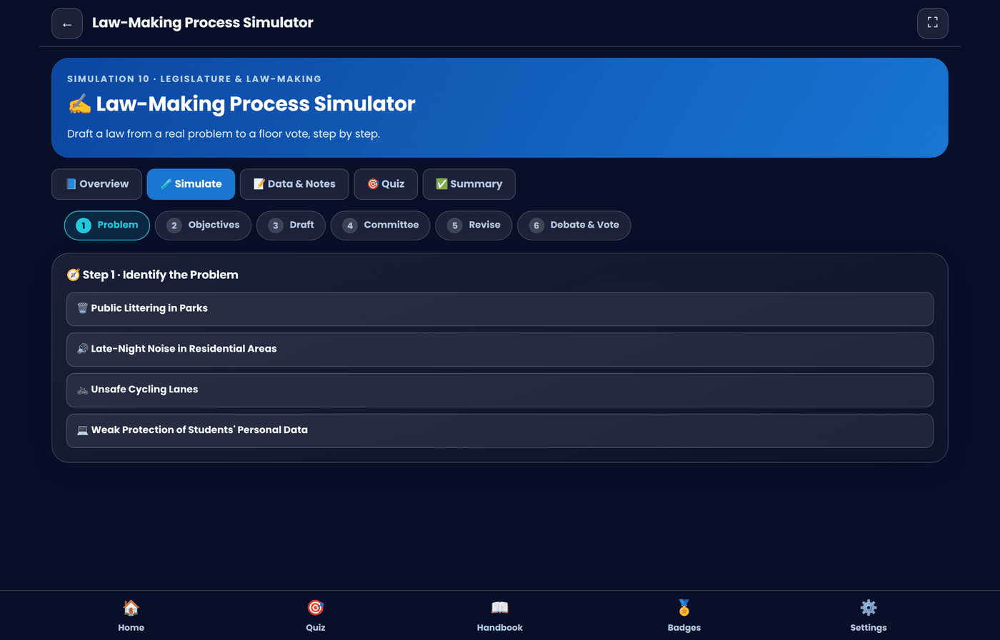 ← Law-Making Process Simulator
SIMULATION 10 · LEGISLATURE & LAW-MAKING
✍️ Law-Making Process Simulator
Draft a law from a real problem to a floor vote, step by step.
📘 Overview 🧪 Simulate 📝 Data & Notes 🎯 Quiz ✅ Summary
1 Problem 2 Objectives 3 Draft 4 Committee 5 Revise 6 Debate & Vote
🧭 Step 1 · Identify the Problem
🗑️ Public Littering in Parks
🔊 Late-Night Noise in Residential Areas
🚲 Unsafe Cycling Lanes
💻 Weak Protection of Students' Personal Data
Home Quiz Handbook Badges Settings